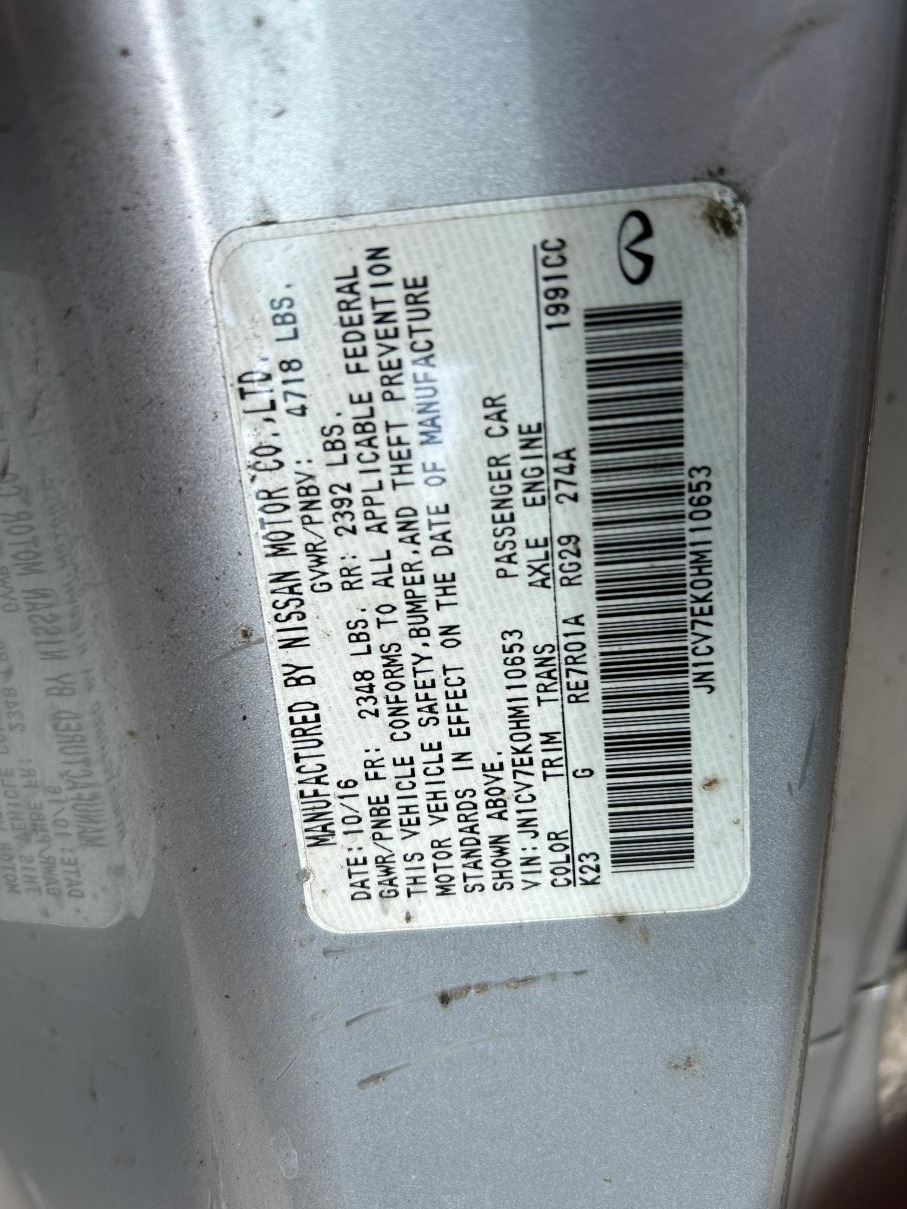 MANUFACTURED BY NISSAN MOTOR CO.,LTD.
DATE: 10/16 GVWR/PNBV: 4718 LBS.
GAWR/PNBE FR: 2348 LBS. RR: 2392 LBS.
THIS VEHICLE CONFORMS TO ALL APPLICABLE FEDERAL
MOTOR VEHICLE SAFETY,BUMPER,AND THEFT PREVENTION
STANDARDS IN EFFECT ON THE DATE OF MANUFACTURE
SHOWN ABOVE.
VIN:JN1CV7EK0HM110653 PASSENGER CAR
COLOR TRIM TRANS AXLE ENGINE
K23 G RE7R01A RG29 274A 1991CC
JN1CV7EK0HM110653